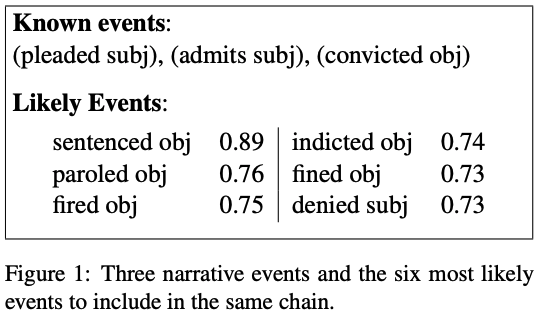 Known events:
(pleaded subj), (admits subj), (convicted obj)
Likely Events:
sentenced obj 0.89 indicted obj 0.74
paroled obj 0.76 fined obj 0.73
fired obj 0.75 denied subj 0.73
Figure 1: Three narrative events and the six most likely
events to include in the same chain.